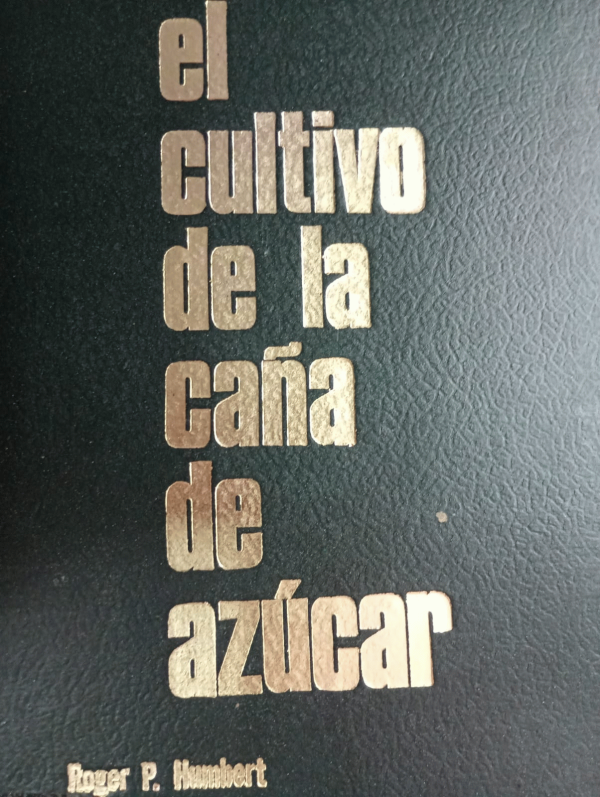 el
cultivo
de la
caña
de
azúcar
Roger P. Humbert